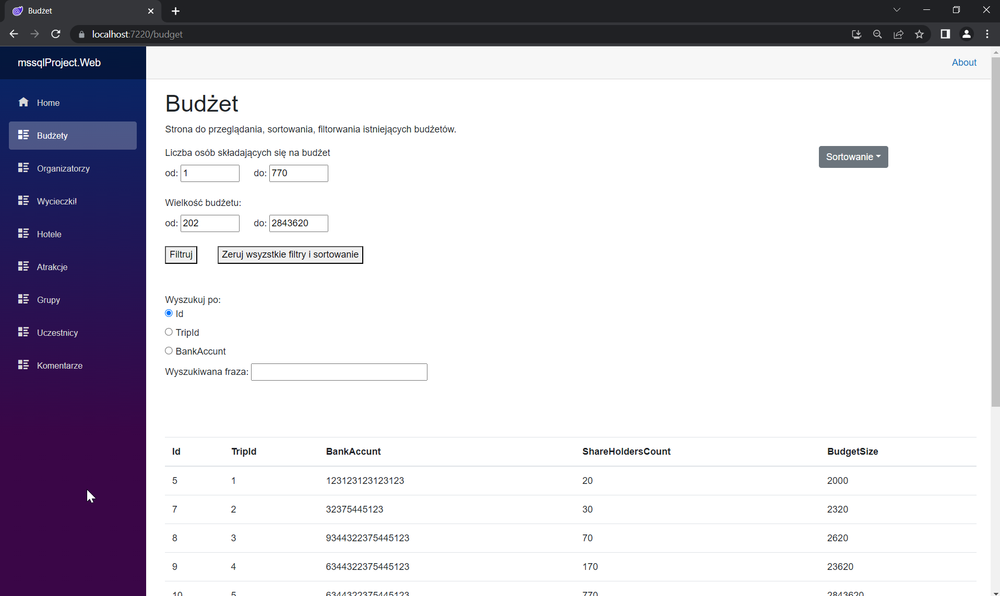 Budżet
localhost:7220/budget
mssqlProject.Web
About
Home
Budżety
Organizatorzy
Wycieczki!
Hotele
Atrakcje
Grupy
Uczestnicy
Komentarze
Budżet
Strona do przeglądania, sortowania, filtorwania istniejących budżetów.
Liczba osób składających się na budżet
Sortowanie
od: 1 do: 770
Wielkość budżetu:
od: 202 do: 2843620
Filtruj Zeruj wsyzstkie filtry i sortowanie
Wyszukuj po:
Id
TripId
BankAccunt
Wyszukiwana fraza:
Id TripId BankAccunt ShareHoldersCount BudgetSize
5 1 123123123123123 20 2000
7 2 32375445123 30 2320
8 3 9344322375445123 70 2620
9 4 6344322375445123 170 23620
10 5 6344322375445123 770 2843620